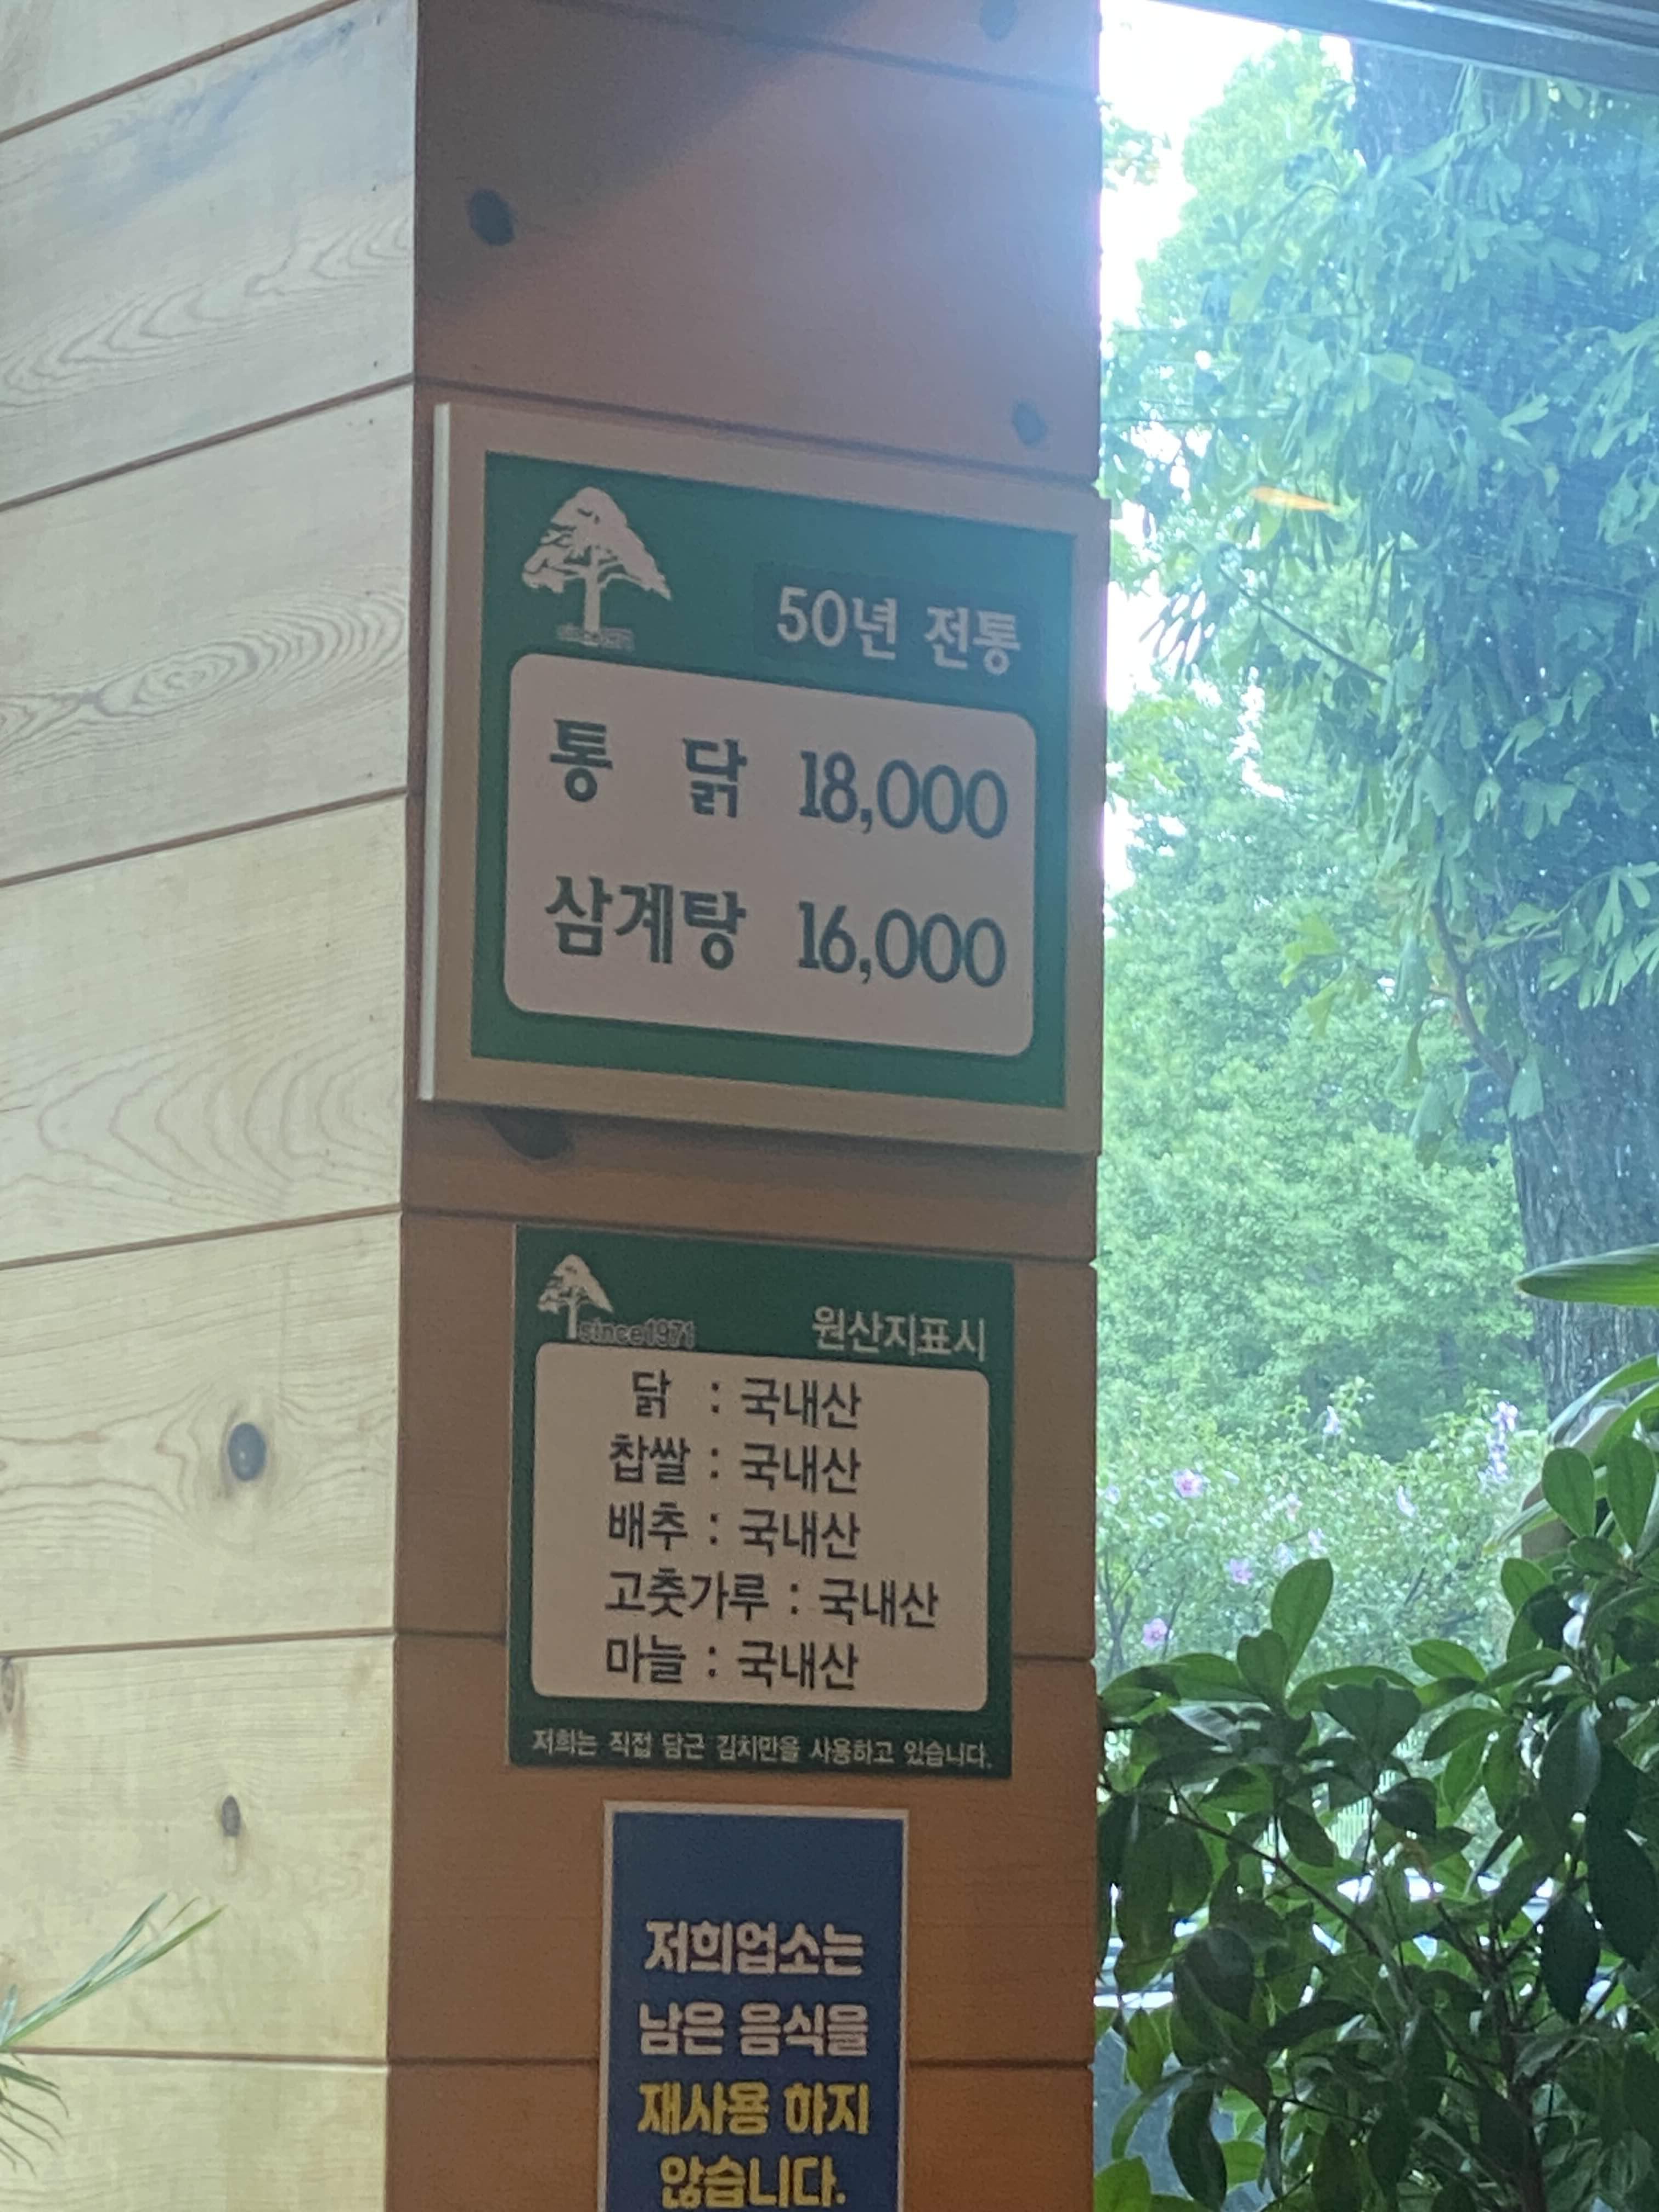 50년 전통
통 닭 18,000
삼계탕 16,000
since1971
원산지표시
닭 : 국내산
찹쌀 : 국내산
배추 : 국내산
고춧가루 : 국내산
마늘 : 국내산
저희는 직접 담근 김치만을 사용하고 있습니다.
저희업소는
남은 음식을
재사용 하지
않습니다.